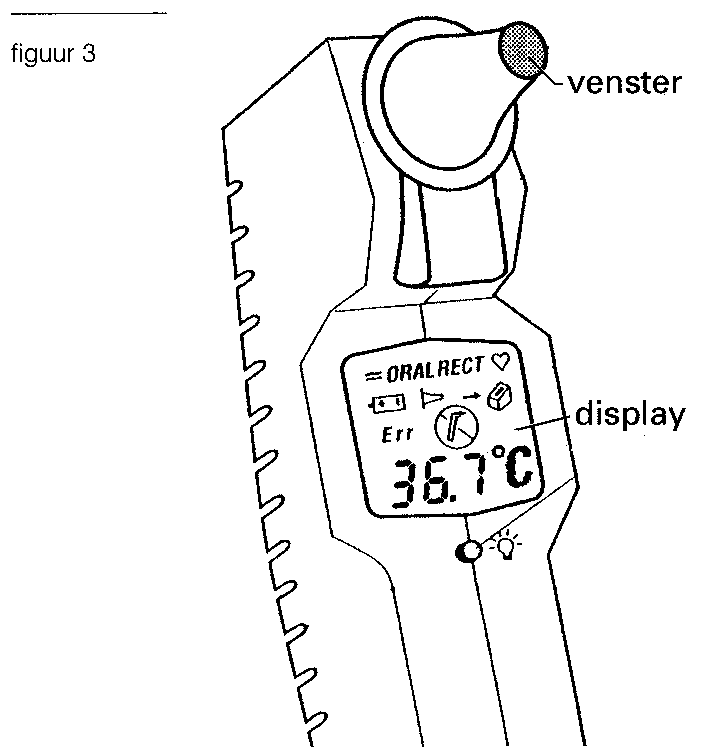 figuur 3
venster
= ORAL RECT
display
Err
36.7°C